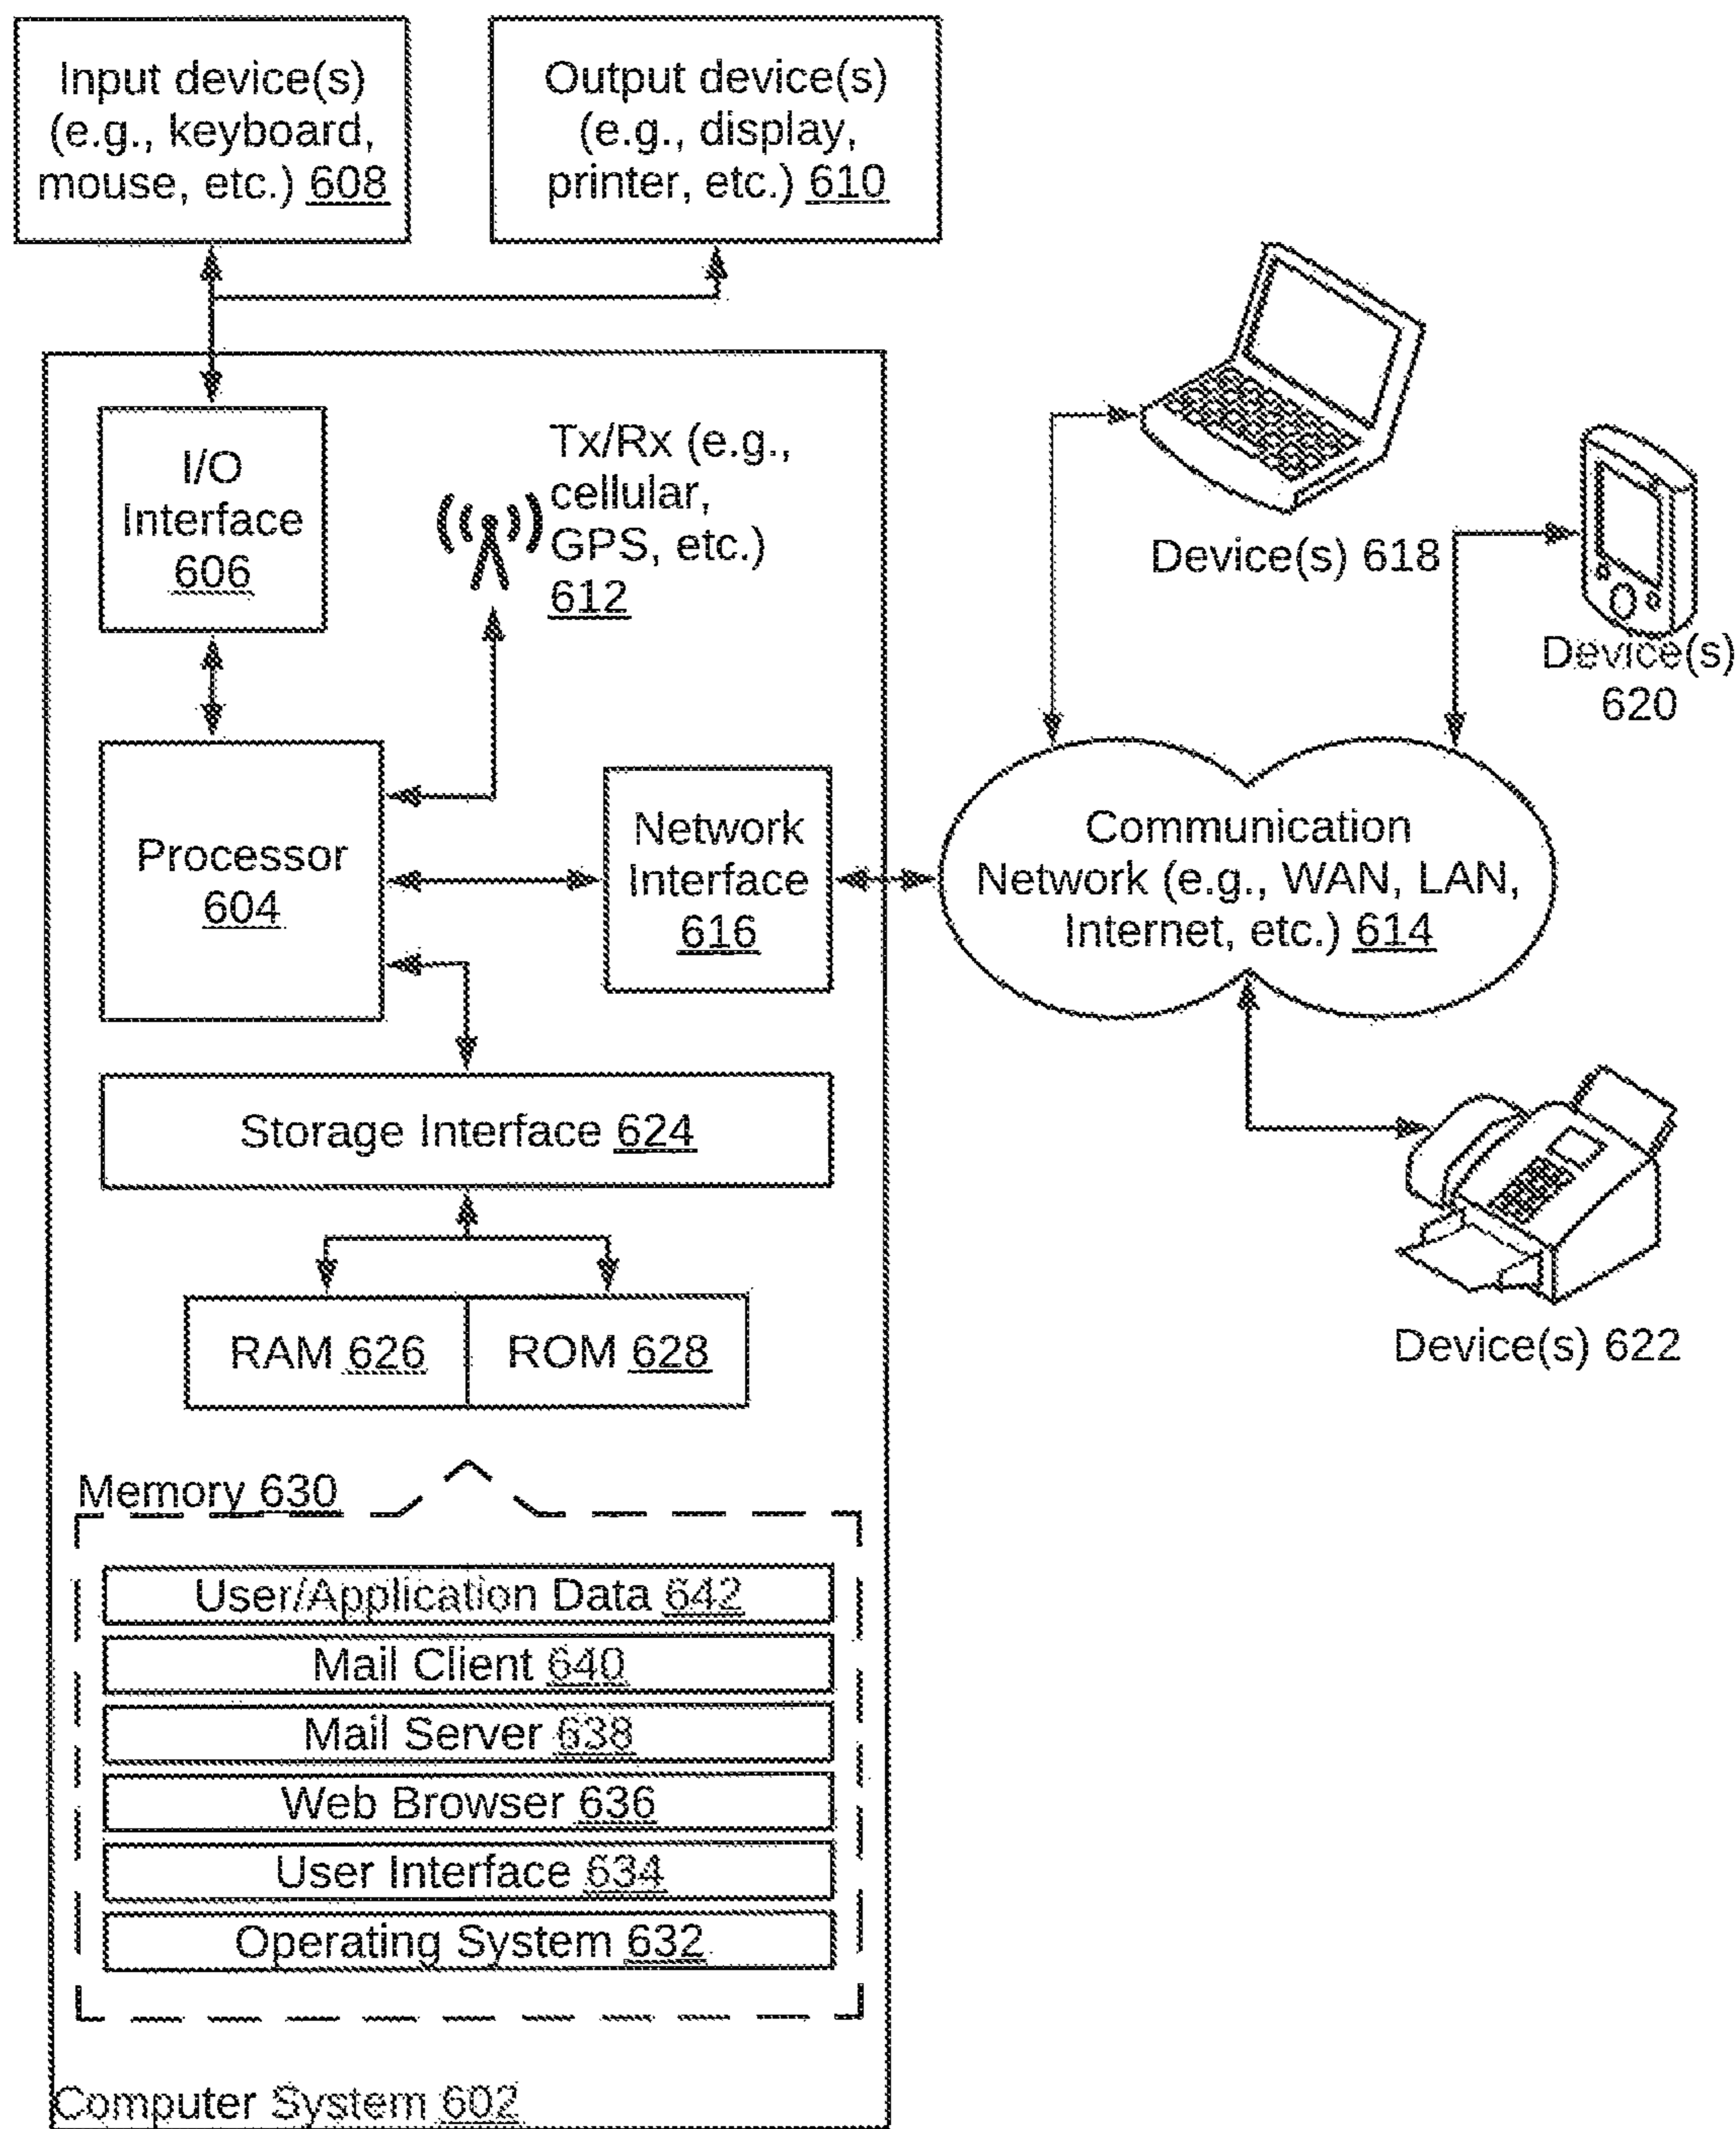 Input device(s)
(e.g., keyboard,
mouse, etc.) 608
Output device(s)
(e.g., display,
printer, etc.) 610
I/O
Interface
606
Tx/Rx (e.g.,
cellular,
GPS, etc.)
612
Device(s) 618
Device(s)
620
Processor
604
Network
Interface
616
Communication
Network (e.g., WAN, LAN,
Internet, etc.) 614
Storage Interface 624
RAM 626
ROM 628
Device(s) 622
Memory 630
User/Application Data 642
Mail Client 640
Mail Server 638
Web Browser 636
User Interface 634
Operating System 632
Computer System 602